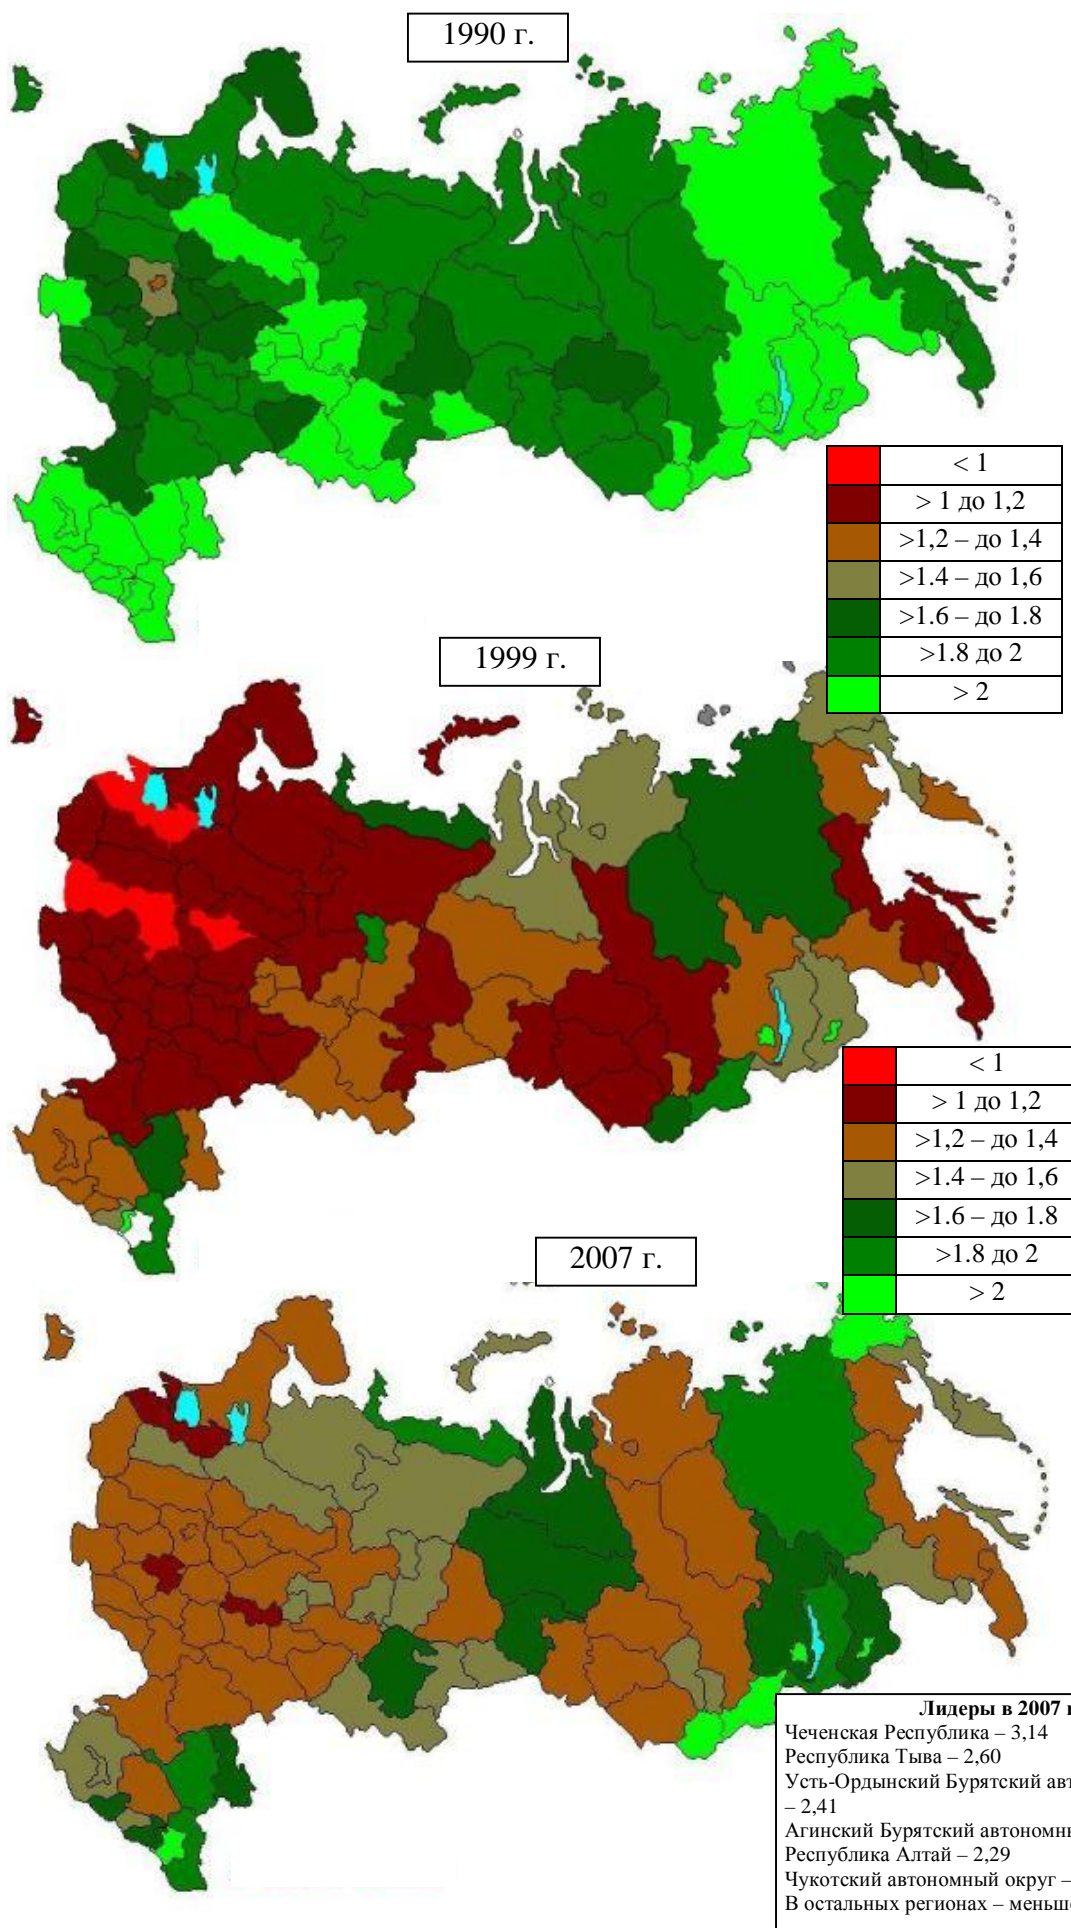 1990 г.
< 1
> 1 до 1,2
>1,2 – до 1,4
>1.4 – до 1,6
>1.6 – до 1.8
>1.8 до 2
> 2
1999 г.
< 1
> 1 до 1,2
>1,2 – до 1,4
>1.4 – до 1,6
>1.6 – до 1.8
>1.8 до 2
> 2
2007 г.
Лидеры в 2007
Чеченская Республика – 3,14
Республика Тыва – 2,60
Усть-Ордынский Бурятский
– 2,41
Агинский Бурятский
Республика Алтай – 2,29
Чукотский автономный округ –
В остальных регионах –